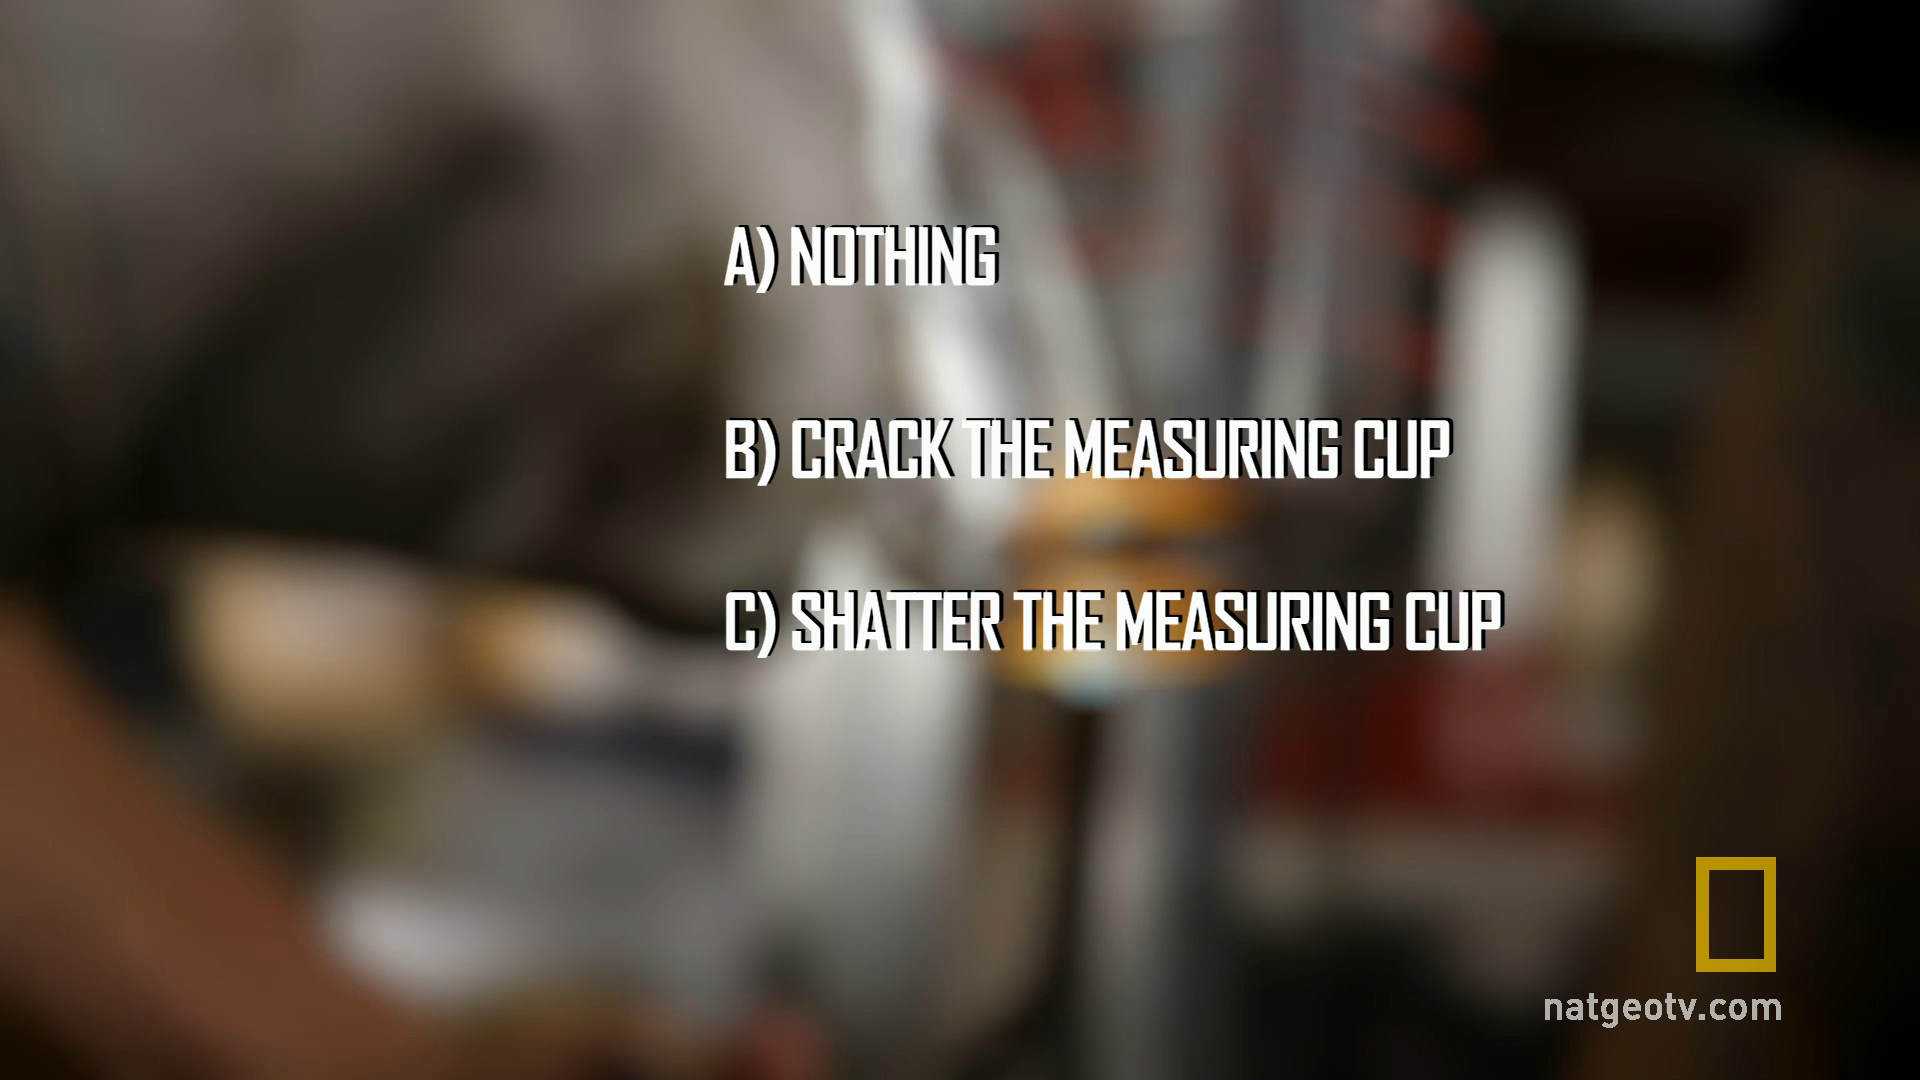 A) NOTHING
B) CRACK THE MEASURING CUP
C) SHATTER THE MEASURING CUP
natgeotv.com